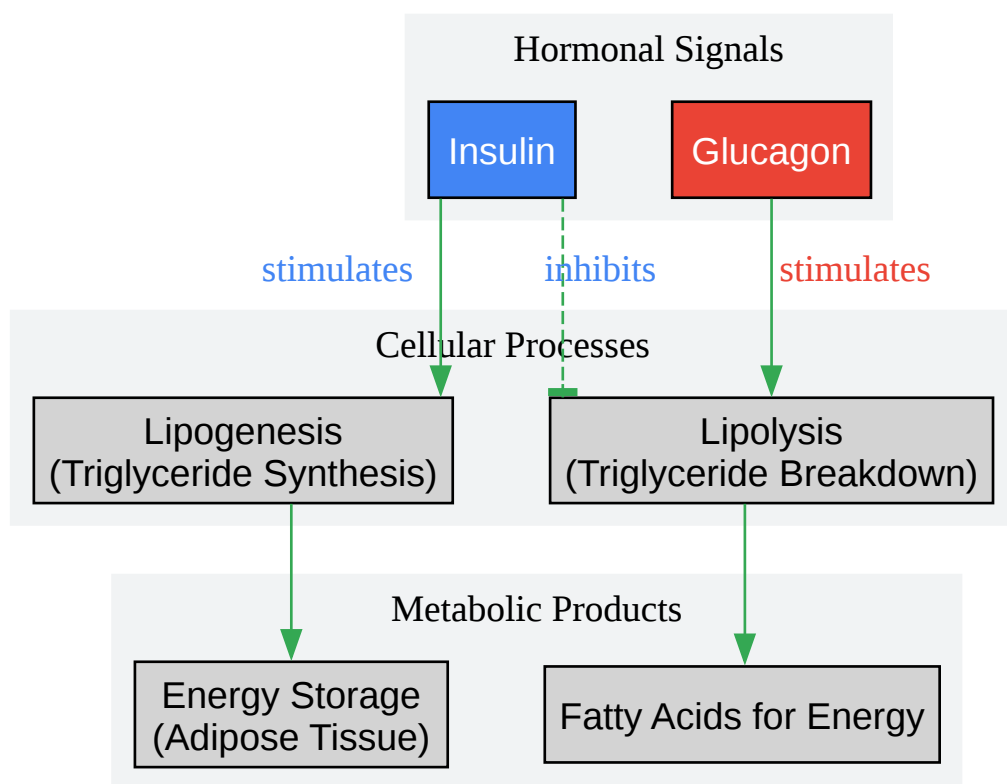 Hormonal Signals
Insulin
Glucagon
stimulates
inhibits
stimulates
Cellular Processes
Lipogenesis
(Triglyceride Synthesis)
Lipolysis
(Triglyceride Breakdown)
Metabolic Products
Energy Storage
(Adipose Tissue)
Fatty Acids for Energy